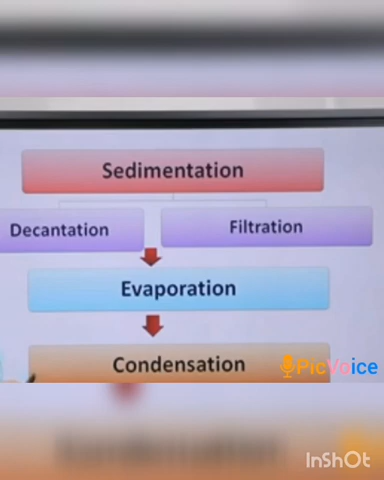 Sedimentation
Decantation
Filtration
Evaporation
Condensation
PicVoice
InShOt